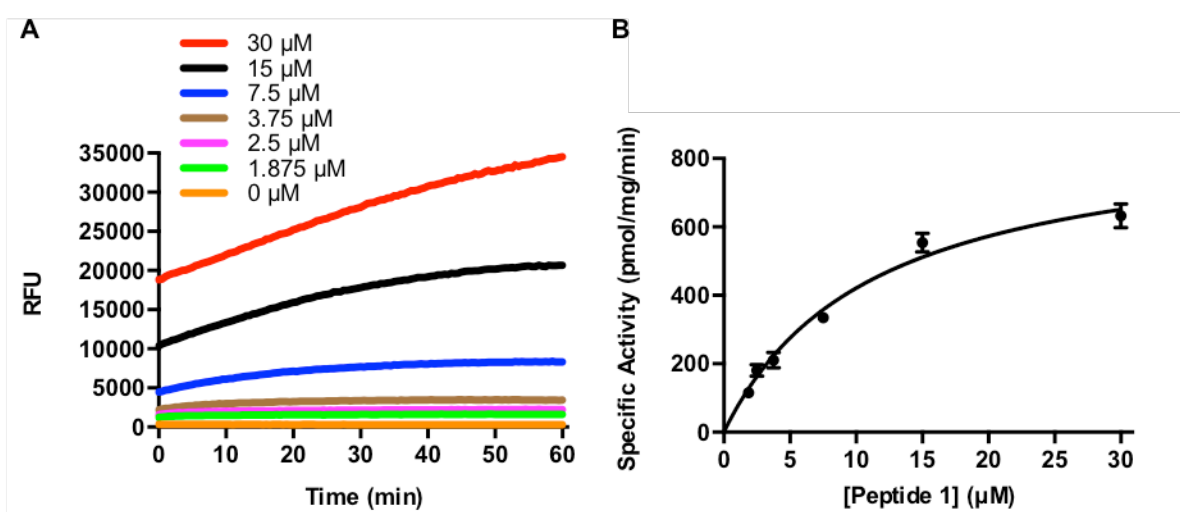 A
30 µM
15 µM
7.5 µM
3.75 µM
2.5 µM
1.875 µM
0 µM
35000
30000
25000
20000
15000
10000
5000
0
RFU
0 10 20 30 40 50 60
Time (min)
B
800
600
400
200
0
Specific Activity (pmol/mg/min)
0 5 10 15 20 25 30
[Peptide 1] (µM)